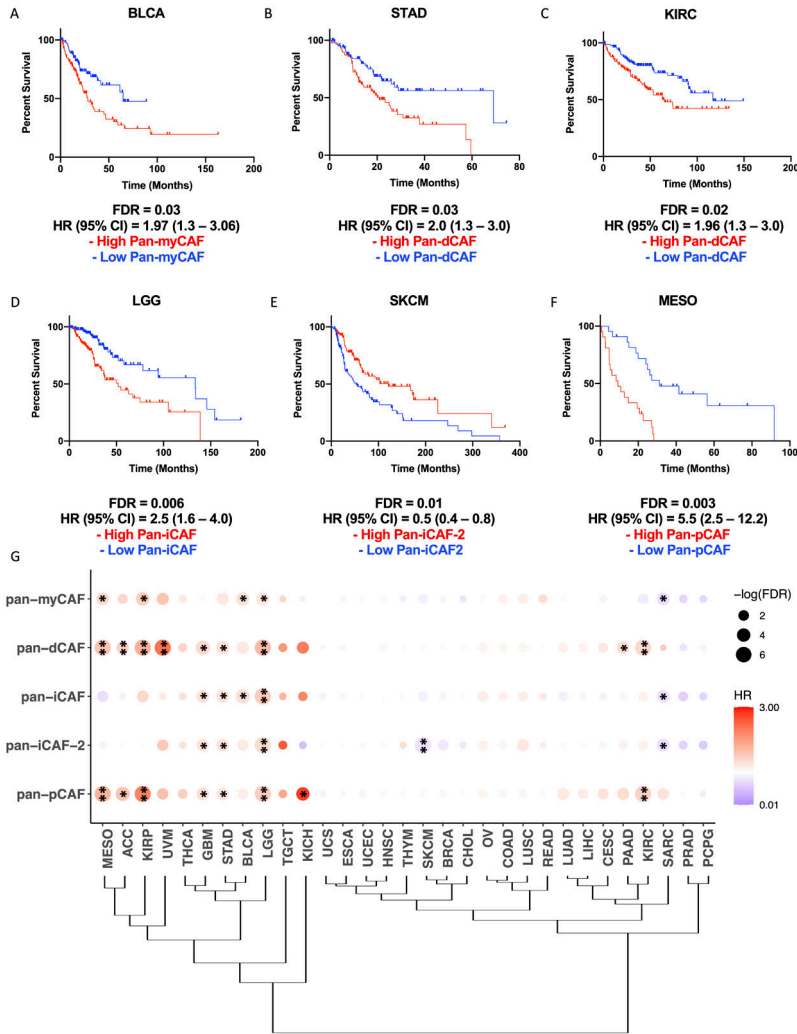 A
BLCA
Percent Survival
100
50
0
0 50 100 150 200
Time (Months)
FDR = 0.03
HR (95% CI) = 1.97 (1.3 – 3.06)
- High Pan-myCAF
- Low Pan-myCAF
B
STAD
Percent Survival
100
50
0
0 20 40 60 80
Time (Months)
FDR = 0.03
HR (95% CI) = 2.0 (1.3 – 3.0)
- High Pan-dCAF
- Low Pan-dCAF
C
KIRC
Percent Survival
100
50
0
0 50 100 150 200
Time (Months)
FDR = 0.02
HR (95% CI) = 1.96 (1.3 – 3.0)
- High Pan-dCAF
- Low Pan-dCAF
D
LGG
Percent Survival
100
50
0
0 50 100 150 200
Time (Months)
FDR = 0.006
HR (95% CI) = 2.5 (1.6 – 4.0)
- High Pan-iCAF
- Low Pan-iCAF
E
SKCM
Percent Survival
100
50
0
0 100 200 300 400
Time (Months)
FDR = 0.01
HR (95% CI) = 0.5 (0.4 – 0.8)
- High Pan-iCAF-2
- Low Pan-iCAF2
F
MESO
Percent Survival
100
50
0
0 20 40 60 80 100
Time (Months)
FDR = 0.003
HR (95% CI) = 5.5 (2.5 – 12.2)
- High Pan-pCAF
- Low Pan-pCAF
G
pan−myCAF
pan−dCAF
pan−iCAF
pan−iCAF−2
pan−pCAF
MESO
ACC
KIRP
UVM
THCA
GBM
STAD
BLCA
LGG
TGCT
KICH
UCS
ESCA
UCEC
HNSC
THYM
SKCM
BRCA
CHOL
OV
COAD
LUSC
READ
LUAD
LIHC
CESC
PAAD
KIRC
SARC
PRAD
PCPG
−log(FDR)
2
4
6
HR
3.00
0.01